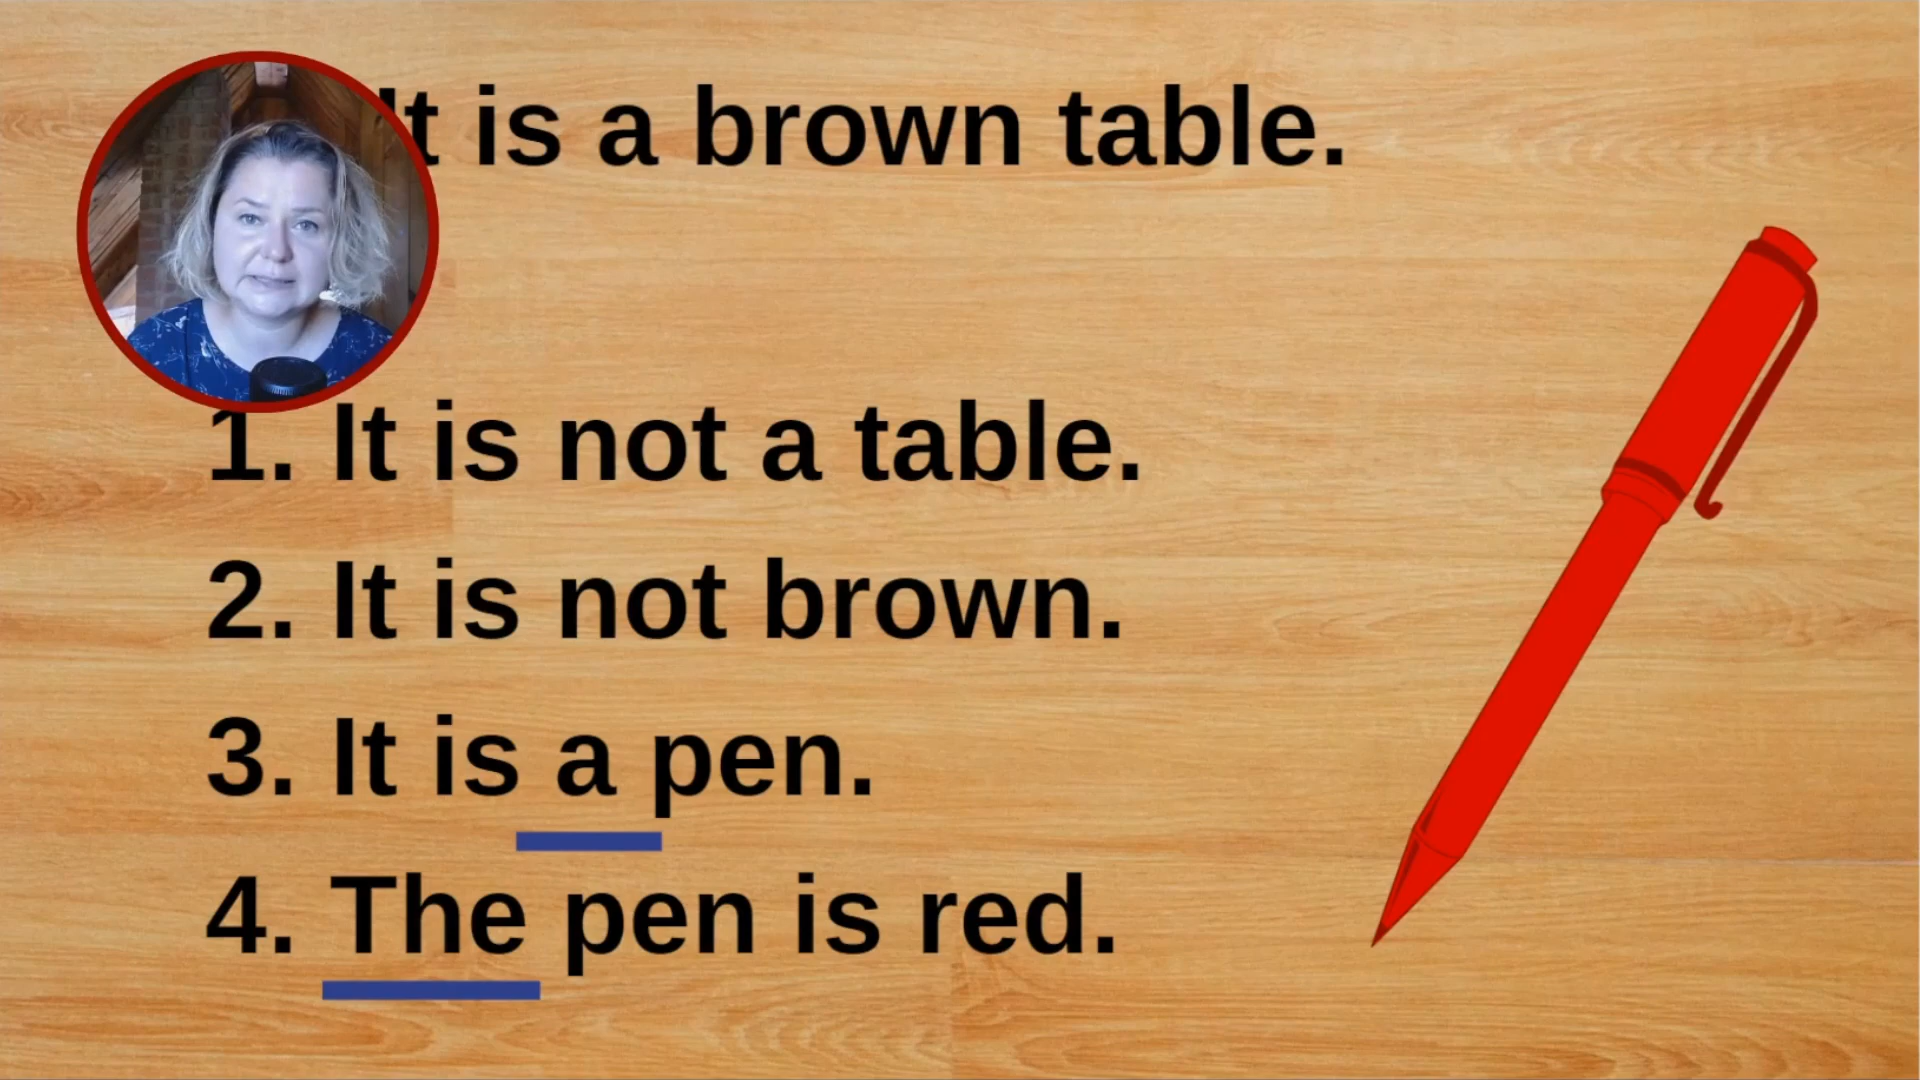 It is a brown table.
1. It is not a table.
2. It is not brown.
3. It is a pen.
4. The pen is red.